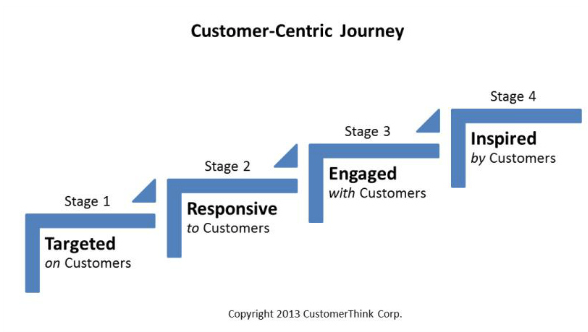 Customer-Centric Journey
Stage 1
Targeted
on Customers
Stage 2
Responsive
to Customers
Stage 3
Engaged
with Customers
Stage 4
Inspired
by Customers
Copyright 2013 CustomerThink Corp.